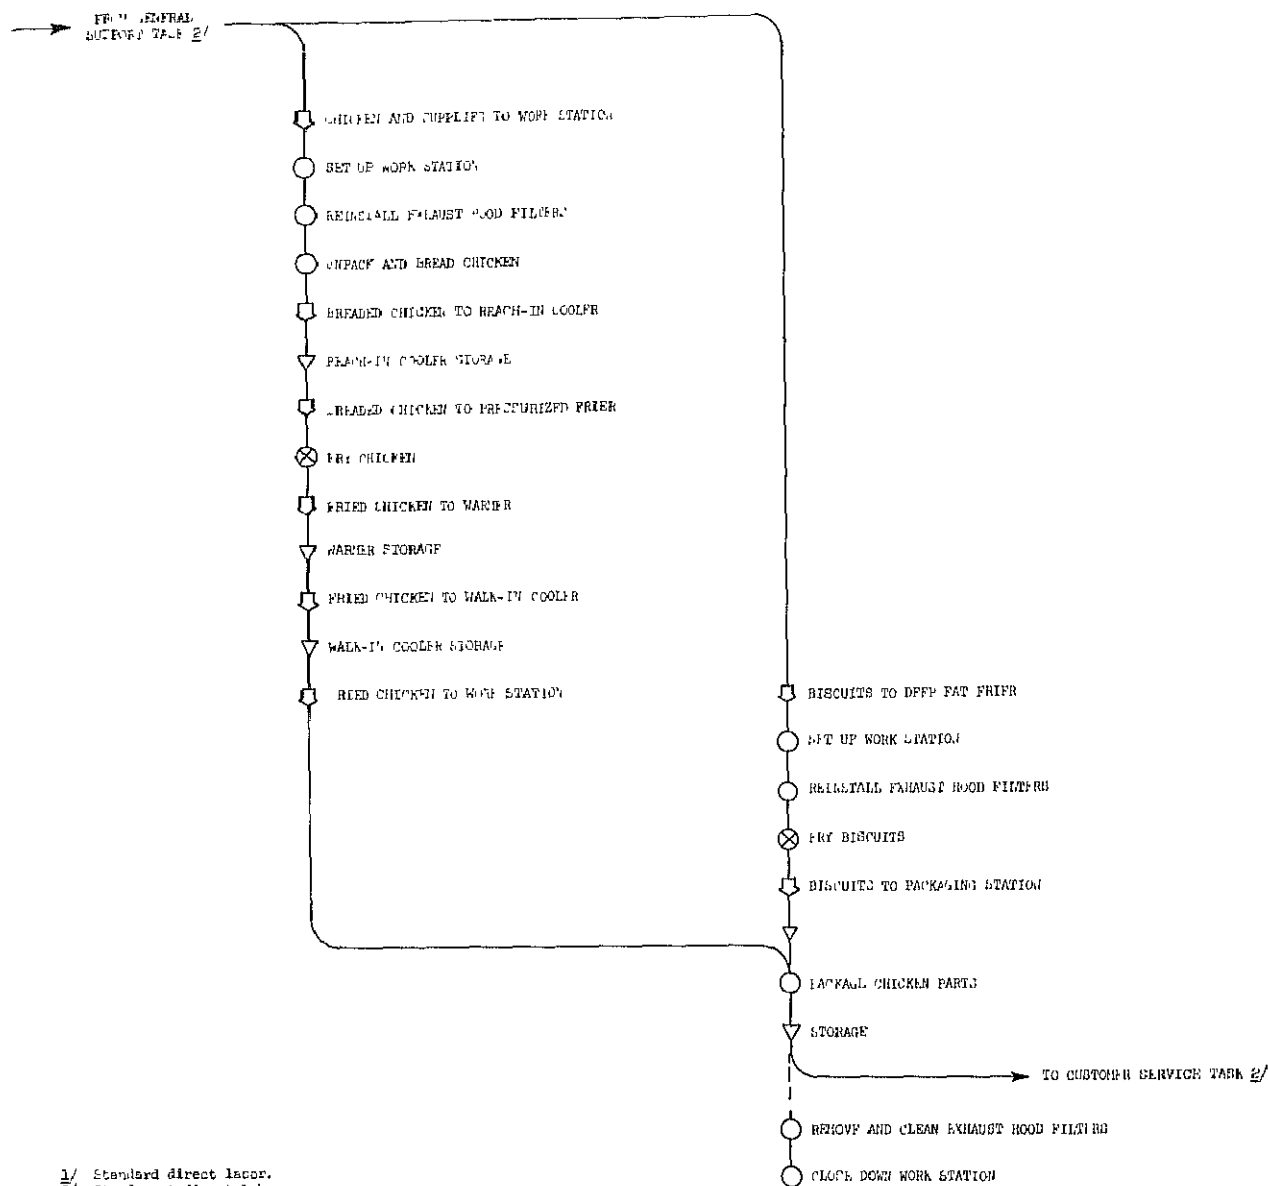 FROM GENERAL
SUPPORT TASK 2/
CHICKEN AND SUPPLIES TO WORK STATION
SET UP WORK STATION
REINSTALL EXHAUST HOOD FILTERS
UNPACK AND BREAD CHICKEN
BREADED CHICKEN TO REACH-IN COOLER
REACH-IN COOLER STORAGE
BREADED CHICKEN TO PRESSURIZED FRIER
FRY CHICKEN
FRIED CHICKEN TO WARMER
WARMER STORAGE
FRIED CHICKEN TO WALK-IN COOLER
WALK-IN COOLER STORAGE
FRIED CHICKEN TO WORK STATION
BISCUITS TO DEEP FAT FRIER
SET UP WORK STATION
REINSTALL EXHAUST HOOD FILTERS
FRY BISCUITS
BISCUITS TO PACKAGING STATION
PACKAGE CHICKEN PARTS
STORAGE
TO CUSTOMER SERVICE TASK 2/
REMOVE AND CLEAN EXHAUST HOOD FILTERS
CLOSE DOWN WORK STATION
1/ Standard direct labor.